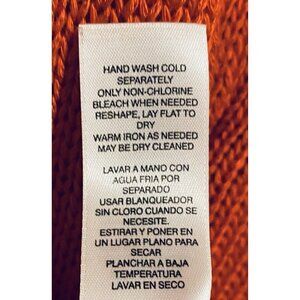 HAND WASH COLD
SEPARATELY
ONLY NON-CHLORINE
BLEACH WHEN NEEDED
RESHAPE, LAY FLAT TO
DRY
WARM IRON AS NEEDED
MAY BE DRY CLEANED
LAVAR A MANO CON
AGUA FRIA POR
SEPARADO
USAR BLANQUEADOR
SIN CLORO CUANDO SE
NECESITE.
ESTIRAR Y PONER EN
UN LUGAR PLANO PARA
SECAR
PLANCHAR A BAJA
TEMPERATURA
LAVAR EN SECO